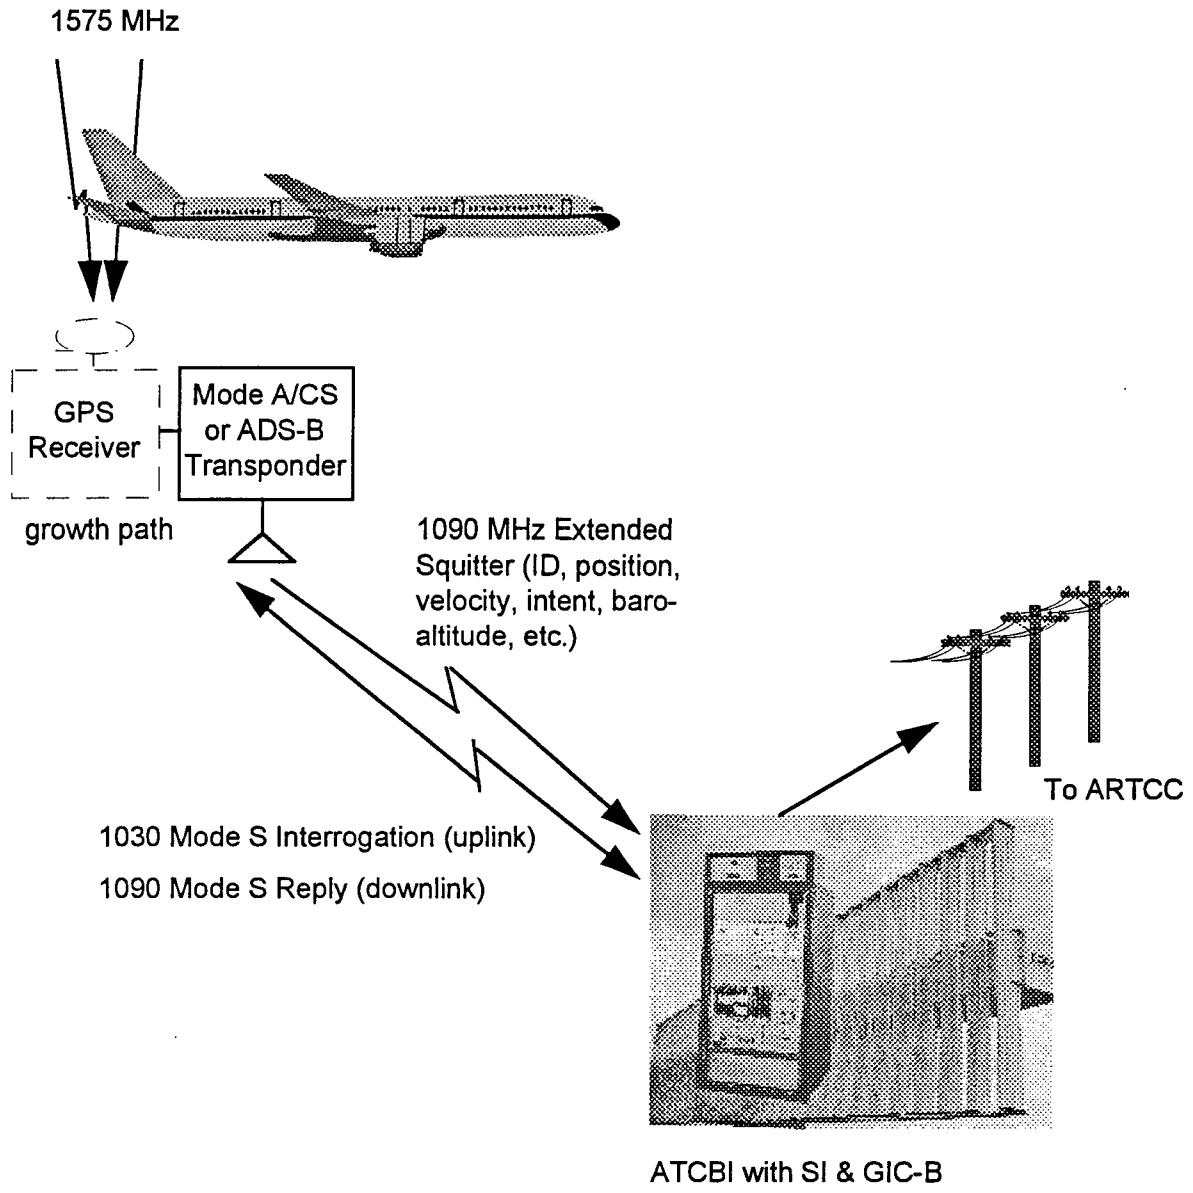 1575 MHz
GPS
Receiver
Mode A/CS
or ADS-B
Transponder
growth path
1090 MHz Extended
Squitter (ID, position,
velocity, intent, baro-
altitude, etc.)
To ARTCC
1030 Mode S Interrogation (uplink)
1090 Mode S Reply (downlink)
ATCBI with SI & GIC-B